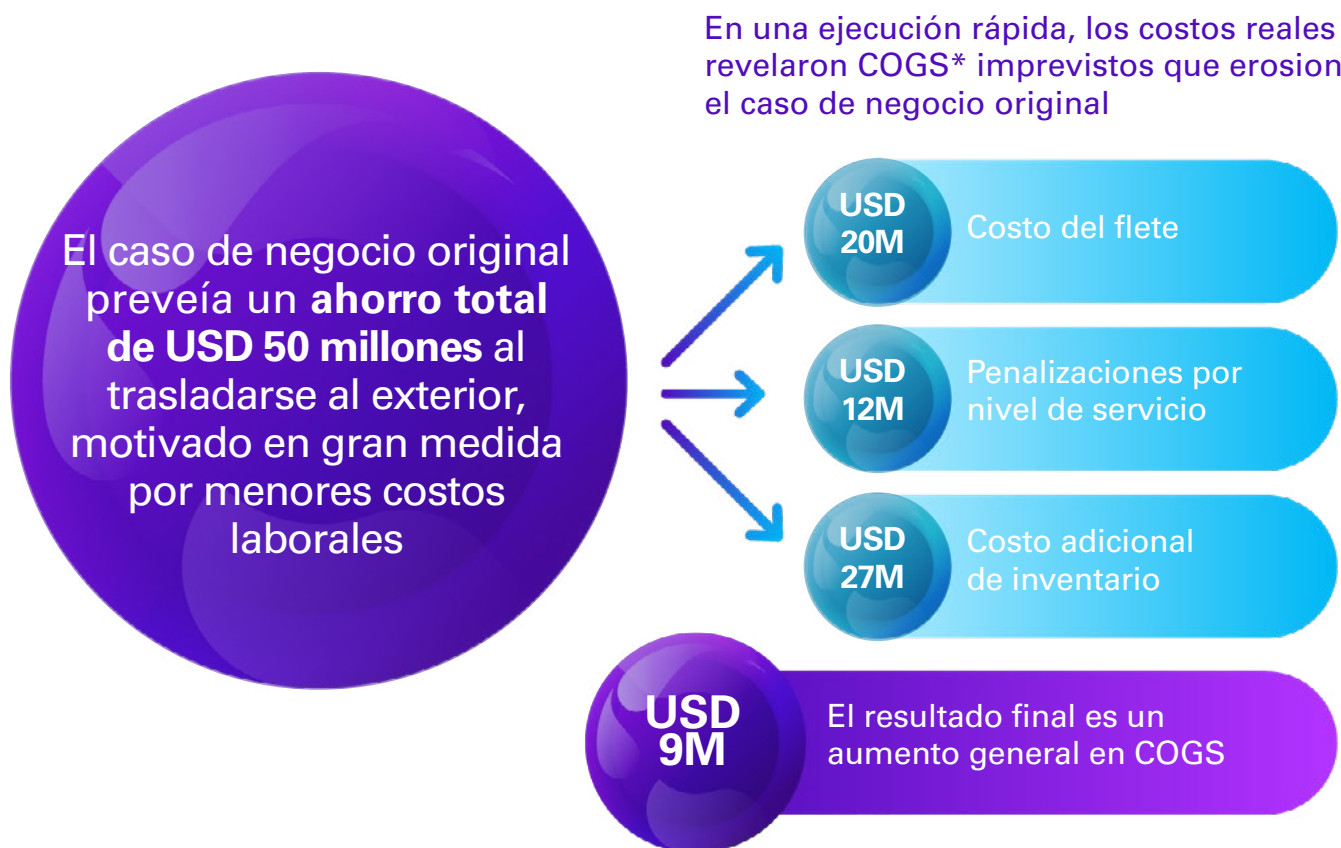 En una ejecución rápida, los costos reales
revelaron COGS* imprevistos que erosion
el caso de negocio original
El caso de negocio original
preveía un ahorro total
de USD 50 millones al
trasladarse al exterior,
motivado en gran medida
por menores costos
laborales
USD
20M
Costo del flete
USD
12M
Penalizaciones por
nivel de servicio
USD
27M
Costo adicional
de inventario
USD
9M
El resultado final es un
aumento general en COGS